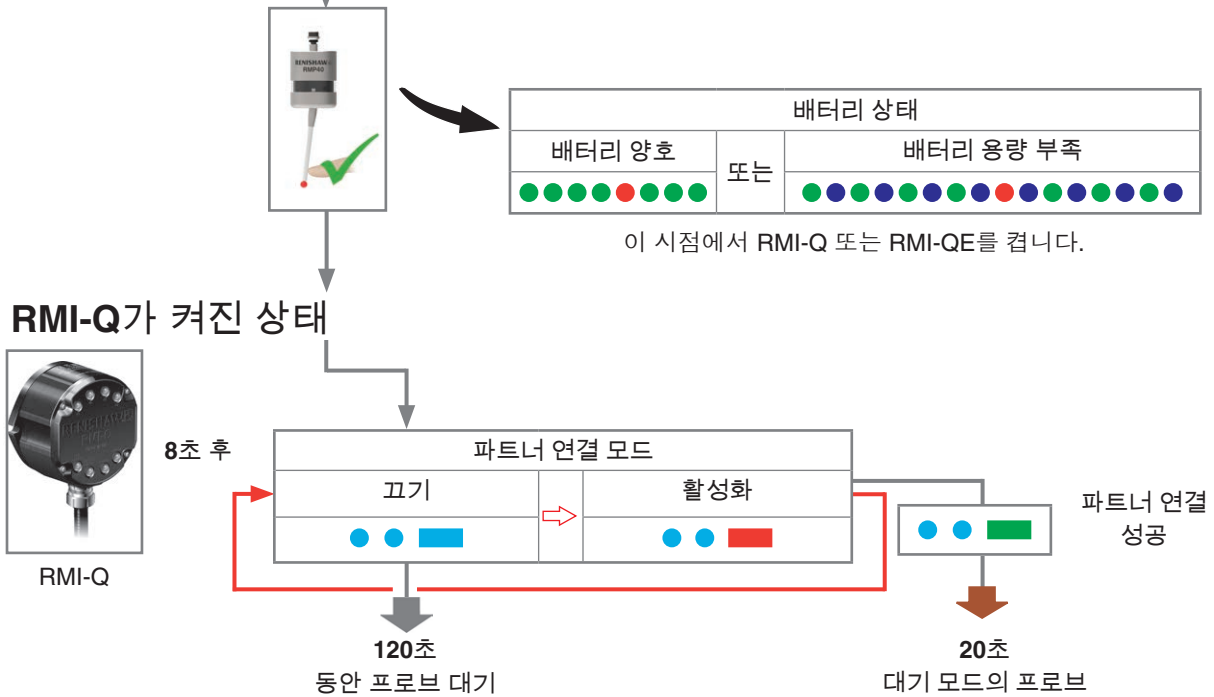 RENISHAW
RMP40
배터리 상태
배터리 양호
또는
배터리 용량 부족
이 시점에서 RMI-Q 또는 RMI-QE를 켭니다.
RMI-Q가 켜진 상태
RENISHAW
8초 후
파트너 연결 모드
끄기
활성화
파트너 연결
성공
RMI-Q
120초
동안 프로브 대기
20초
대기 모드의 프로브